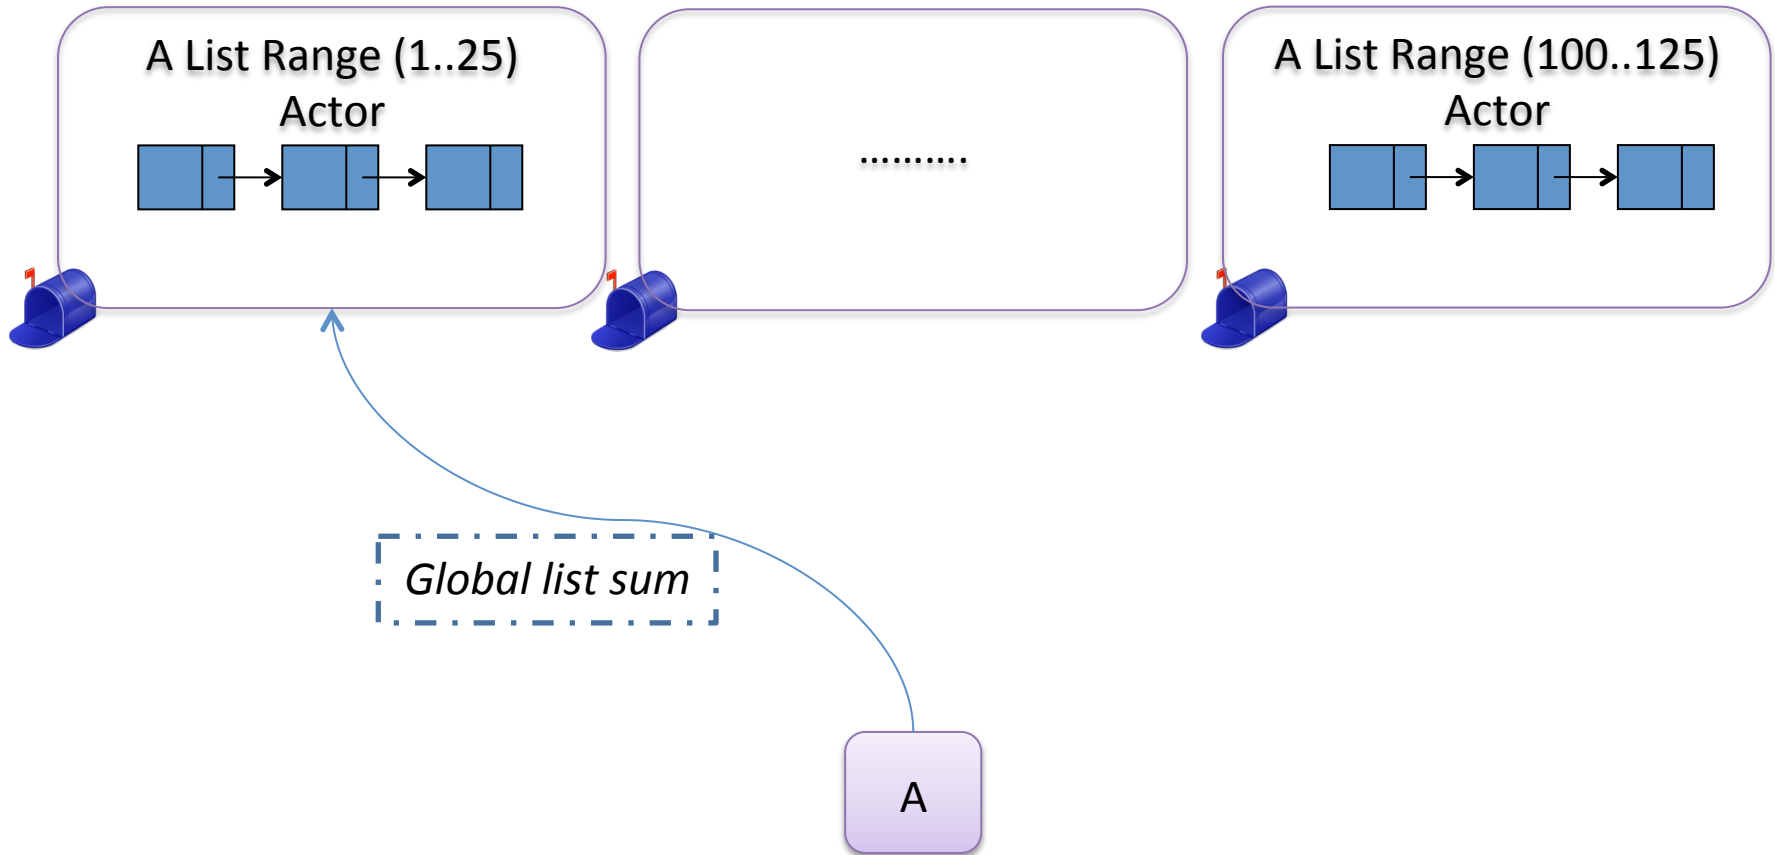 A List Range (1..25)
Actor
..........
A List Range (100..125)
Actor
Global list sum
A